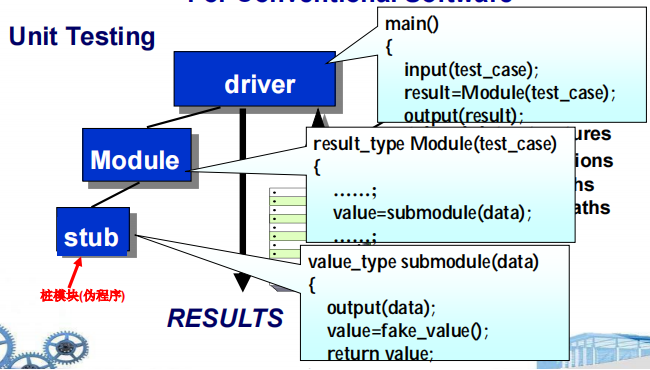 For Conventional Software
Unit Testing
driver
Module
stub
桩模块(伪程序)
RESULTS
main()
{
input(test_case);
result=Module(test_case);
output(result);
result_type Module(test_case)
{
……;
value=submodule(data);
……;
value_type submodule(data)
{
output(data);
value=fake_value();
return value;
ures
ions
hs
aths